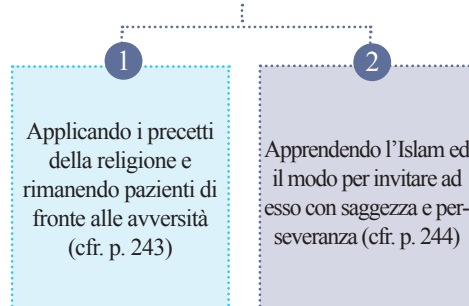 1
Applicando i precetti
della religione e
rimanendo pazienti di
fronte alle avversità
(cfr. p. 243)
2
Apprendendo l’Islam ed
il modo per invitare ad
esso con saggezza e per-
severanza (cfr. p. 244)